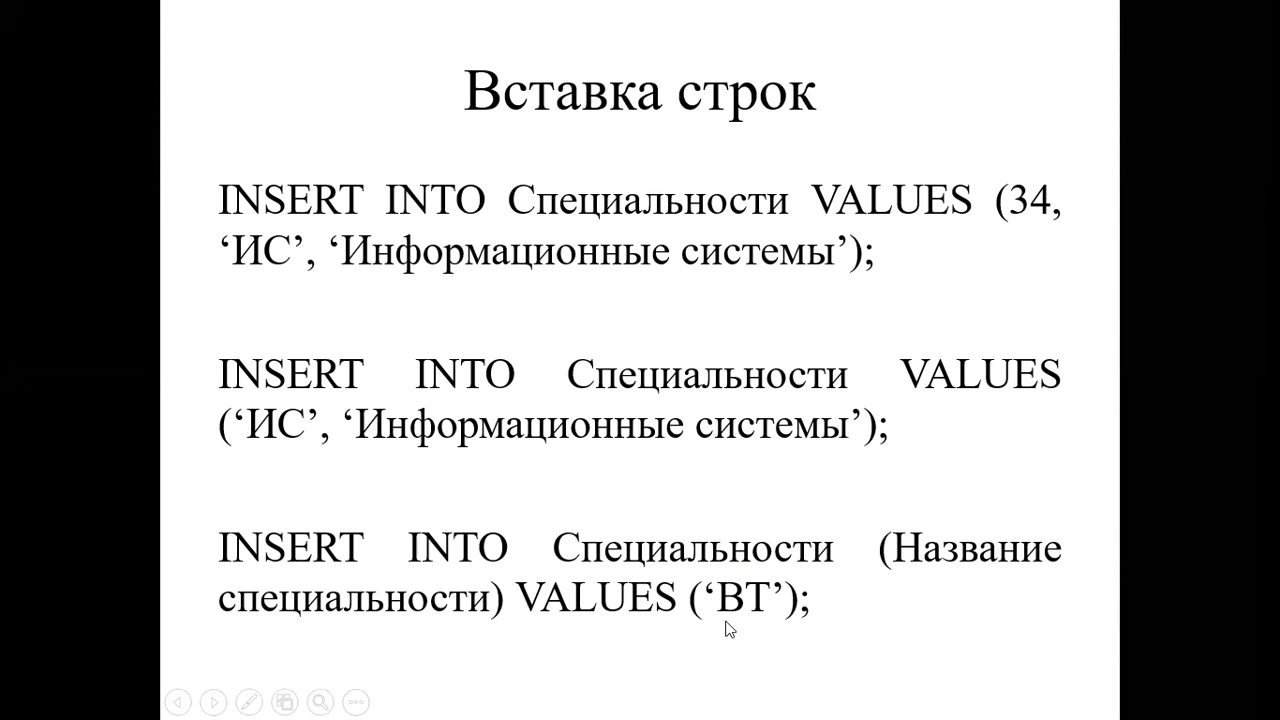 Вставка строк
INSERT INTO Специальности VALUES (34,
‘ИС’, ‘Информационные системы’);
INSERT INTO Специальности VALUES
(‘ИС’, ‘Информационные системы’);
INSERT INTO Специальности (Название
специальности) VALUES (‘ВТ’);